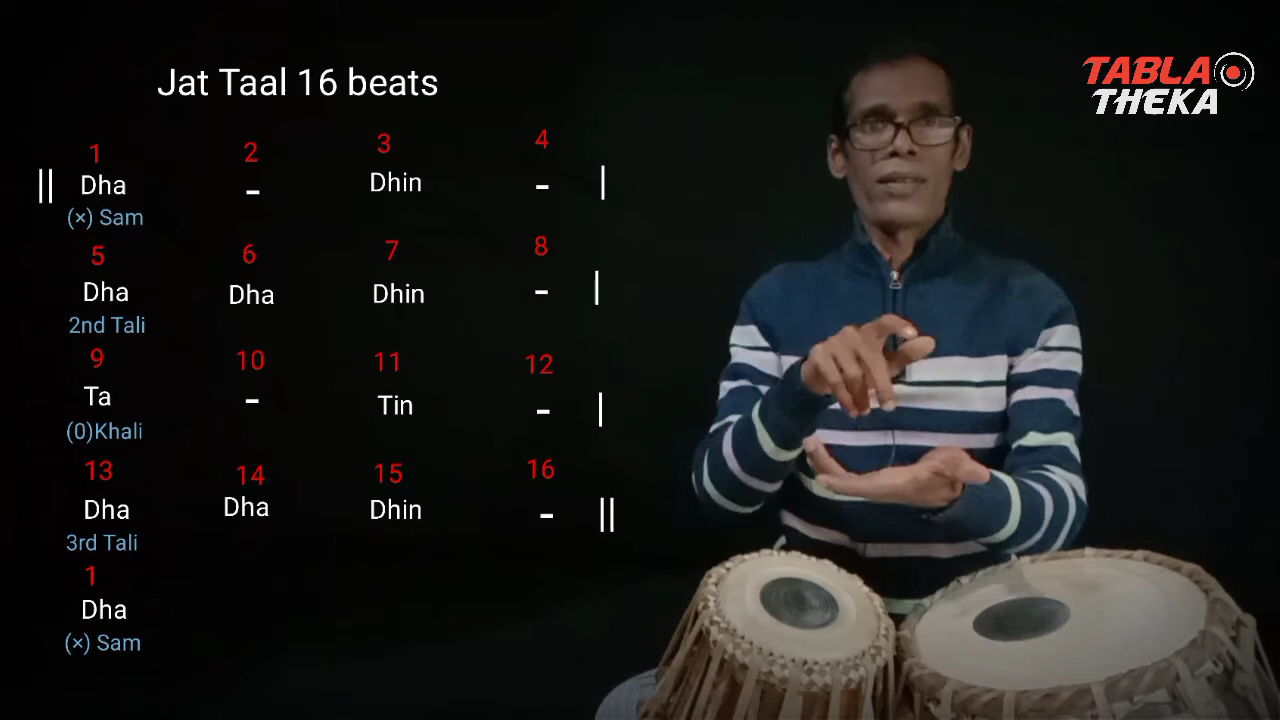 Jat Taal 16 beats
TABLA
THEKA
1 2 3 4
|| Dha - Dhin - |
(×) Sam
5 6 7 8
Dha Dha Dhin - |
2nd Tali
9 10 11 12
Ta - Tin - |
(0)Khali
13 14 15 16
Dha Dha Dhin - ||
3rd Tali
1
Dha
(×) Sam